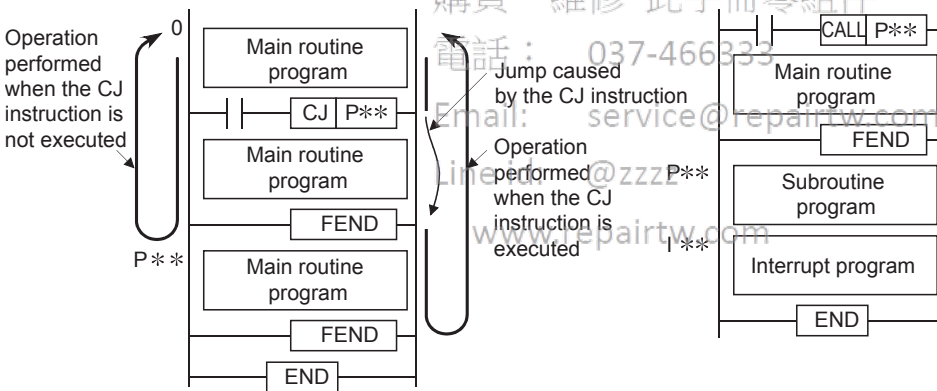 Operation
performed
when the CJ
instruction is
not executed
0
Main routine
program
CJ P**
Main routine
program
FEND
P**
Main routine
program
FEND
END
Jump caused
by the CJ instruction
Operation
performed
when the CJ
instruction is
executed
CALL P**
Main routine
program
FEND
P**
Subroutine
program
I **
Interrupt program
END
電話： 037-466333
Email: service@repairtw.com
Line id: @zzzz
www.repairtw.com